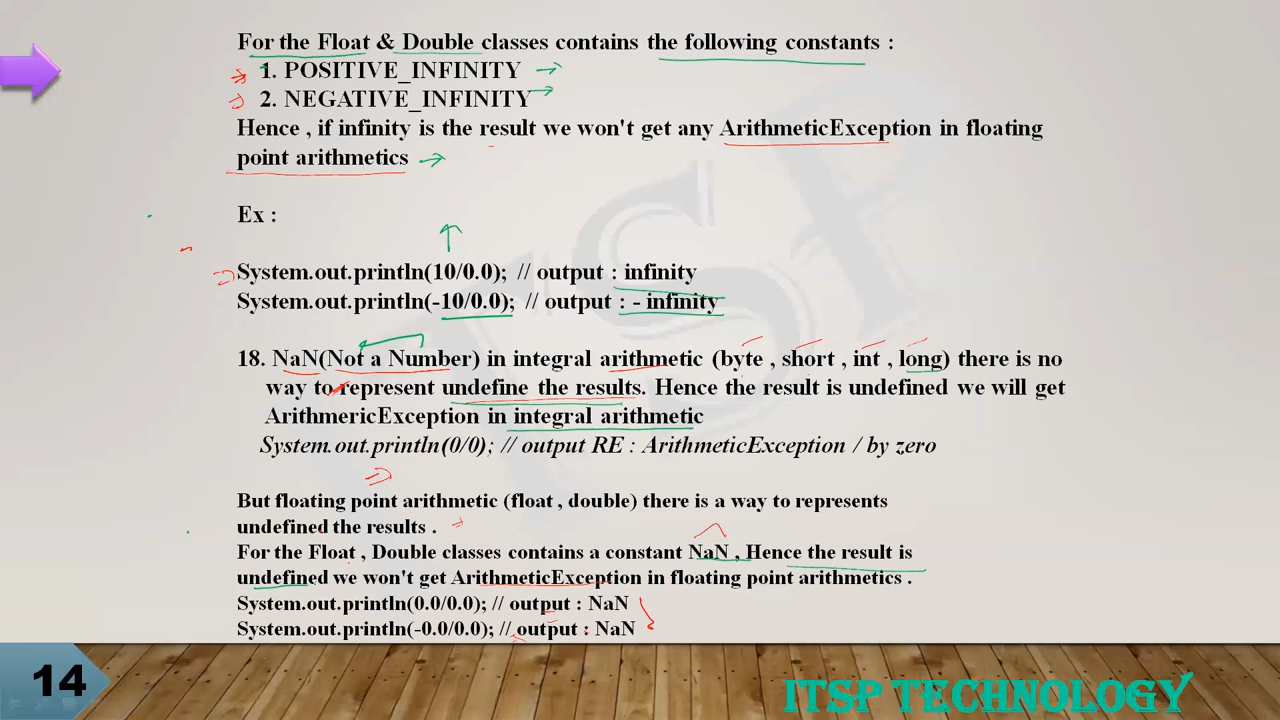 For the Float & Double classes contains the following constants :
1. POSITIVE_INFINITY
2. NEGATIVE_INFINITY
Hence , if infinity is the result we won't get any ArithmeticException in floating
point arithmetics
Ex :
System.out.println(10/0.0); // output : infinity
System.out.println(-10/0.0); // output : - infinity
18. NaN(Not a Number) in integral arithmetic (byte , short , int , long) there is no
way to represent undefine the results. Hence the result is undefined we will get
ArithmericException in integral arithmetic
System.out.println(0/0); // output RE : ArithmeticException / by zero
But floating point arithmetic (float , double) there is a way to represents
undefined the results .
For the Float , Double classes contains a constant NaN , Hence the result is
undefined we won't get ArithmeticException in floating point arithmetics .
System.out.println(0.0/0.0); // output : NaN
System.out.println(-0.0/0.0); // output : NaN
14
ITSP TECHNOLOGY
ITSP